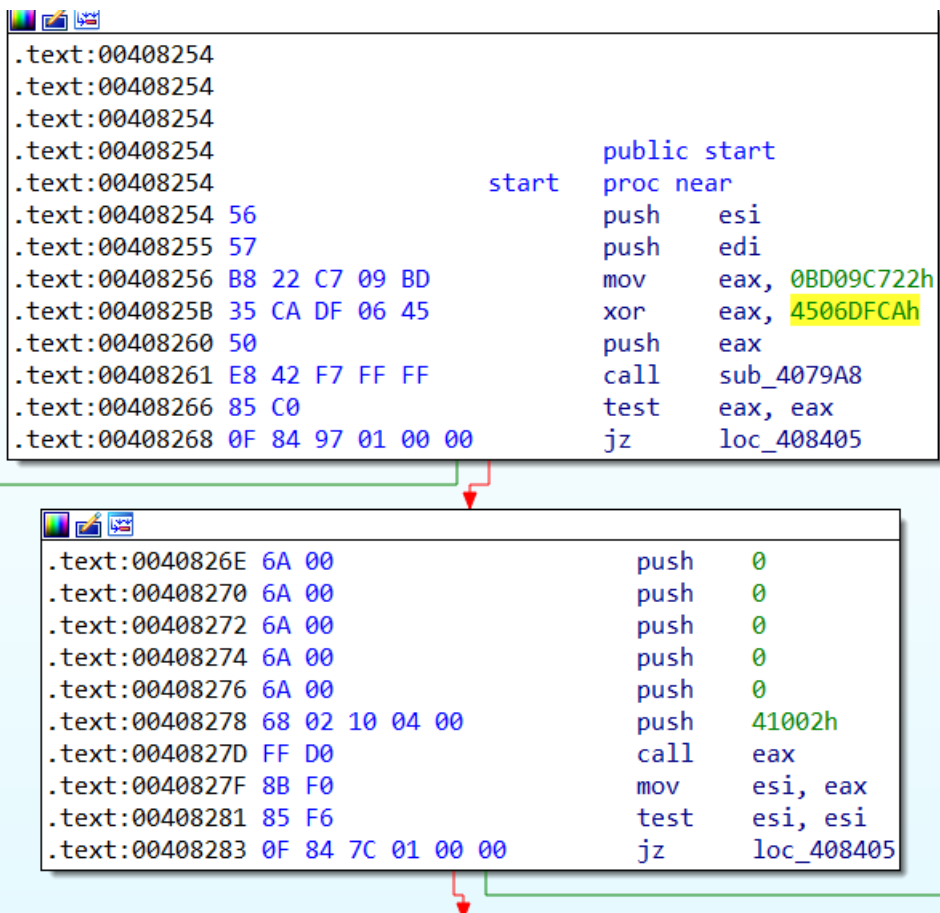 .text:00408254
.text:00408254
.text:00408254
.text:00408254 public start
.text:00408254 start proc near
.text:00408254 56 push esi
.text:00408255 57 push edi
.text:00408256 B8 22 C7 09 BD mov eax, 0BD09C722h
.text:0040825B 35 CA DF 06 45 xor eax, 4506DFCAh
.text:00408260 50 push eax
.text:00408261 E8 42 F7 FF FF call sub_4079A8
.text:00408266 85 C0 test eax, eax
.text:00408268 0F 84 97 01 00 00 jz loc_408405
.text:0040826E 6A 00 push 0
.text:00408270 6A 00 push 0
.text:00408272 6A 00 push 0
.text:00408274 6A 00 push 0
.text:00408276 6A 00 push 0
.text:00408278 68 02 10 04 00 push 41002h
.text:0040827D FF D0 call eax
.text:0040827F 8B F0 mov esi, eax
.text:00408281 85 F6 test esi, esi
.text:00408283 0F 84 7C 01 00 00 jz loc_408405